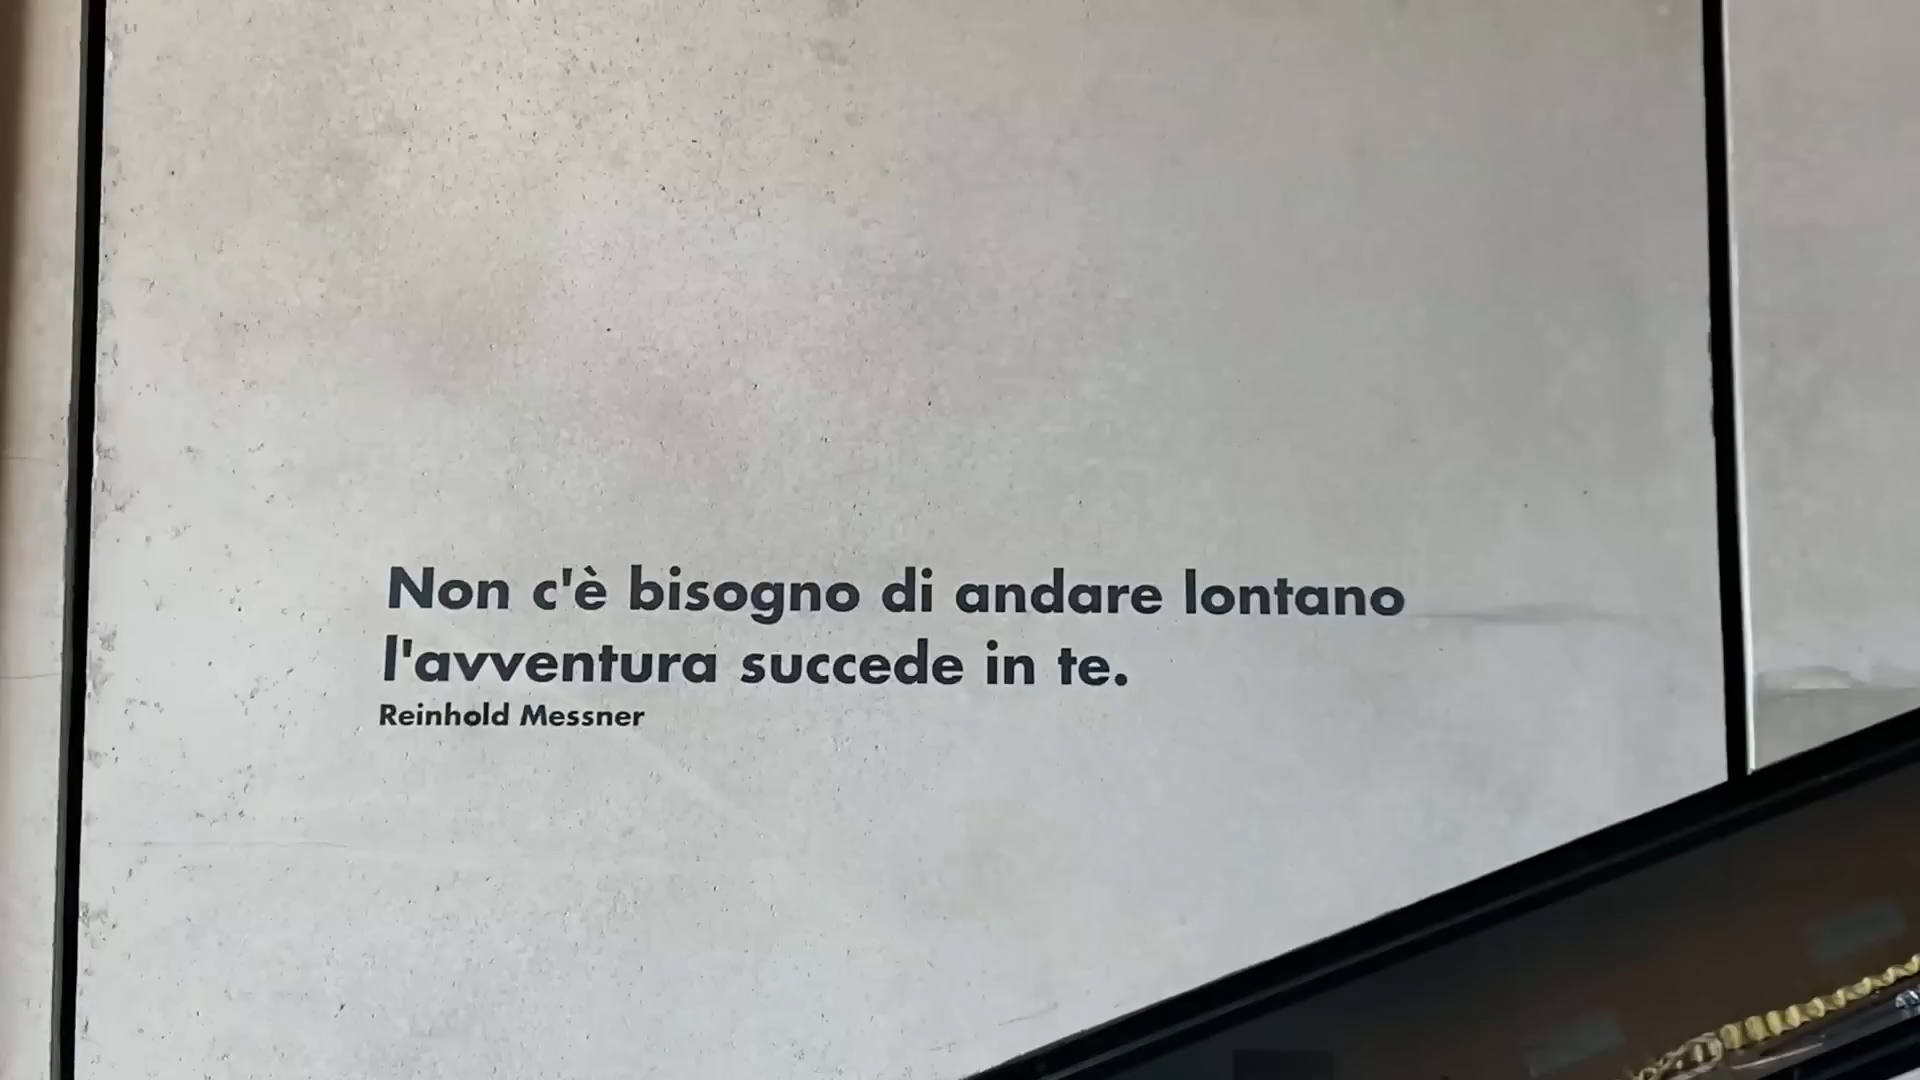 Non c'è bisogno di andare lontano
l'avventura succede in te.
Reinhold Messner